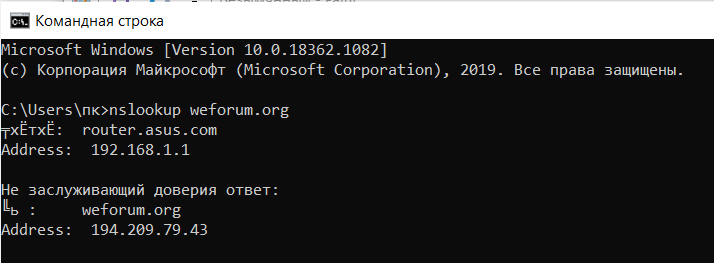 Командная строка
Microsoft Windows [Version 10.0.18362.1082]
(c) Корпорация Майкрософт (Microsoft Corporation), 2019. Все права защищены.
C:\Users\пк>nslookup weforum.org
╤хЁтхЁ:  router.asus.com
Address:  192.168.1.1
Не заслуживающий доверия ответ:
╚ь :     weforum.org
Address:  194.209.79.43